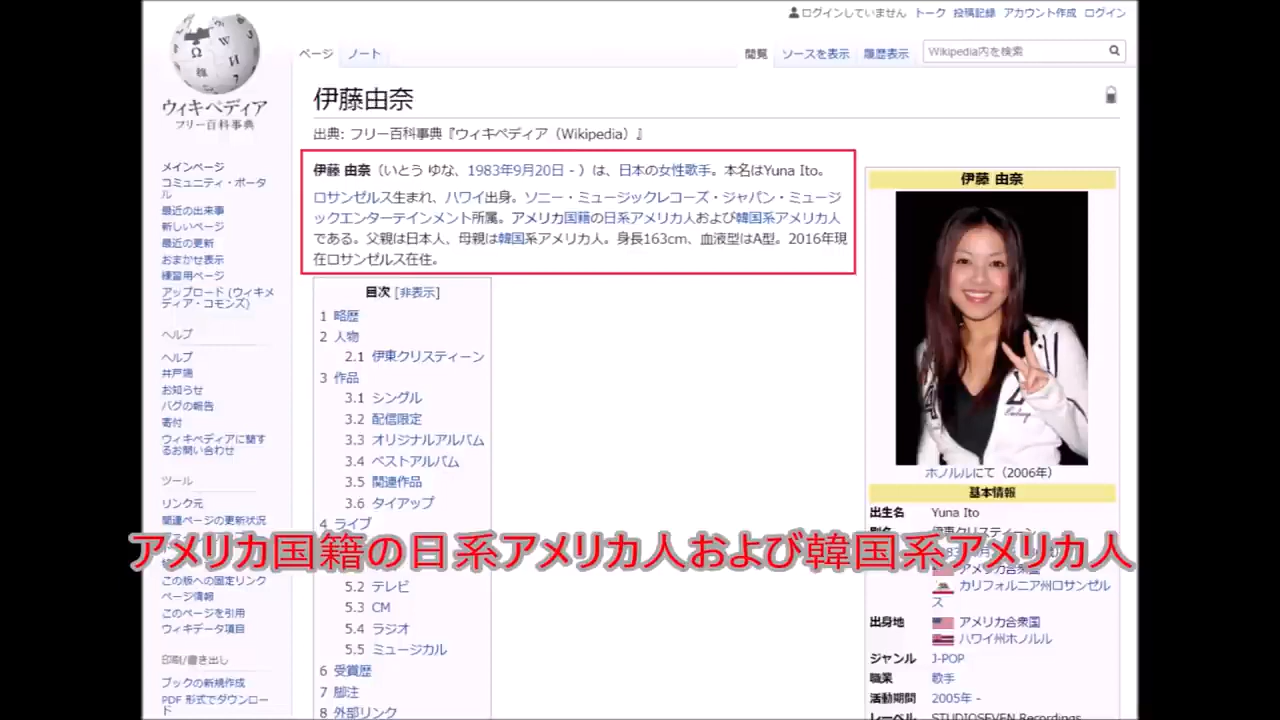 ログインしていません トーク 投稿記録 アカウント作成 ログイン
ページ ノート 閲覧 ソースを表示 履歴表示 Wikipedia内を検索
ウィキペディア
フリー百科事典
メインページ
コミュニティ・ポータ
ル
最近の出来事
新しいページ
最近の更新
おまかせ表示
練習用ページ
アップロード (ウィキメ
ディア・コモンズ)
ヘルプ
ヘルプ
井戸端
お知らせ
バグの報告
寄付
ウィキペディアに関す
るお問い合わせ
ツール
リンク元
関連ページの更新状況
この版への固定リンク
ページ情報
このページを引用
ウィキデータ項目
印刷/書き出し
ブックの新規作成
PDF 形式でダウンロー
ド
伊藤由奈
出典: フリー百科事典『ウィキペディア（Wikipedia）』
伊藤 由奈（いとう ゆな、1983年9月20日 - ）は、日本の女性歌手。本名はYuna Ito。
ロサンゼルス生まれ、ハワイ出身。ソニー・ミュージックレコーズ・ジャパン・ミュージ
ックエンターテインメント所属。アメリカ国籍の日系アメリカ人および韓国系アメリカ人
である。父親は日本人、母親は韓国系アメリカ人。身長163cm、血液型はA型。2016年現
在ロサンゼルス在住。
目次 [非表示]
1 略歴
2 人物
2.1 伊東クリスティーン
3 作品
3.1 シングル
3.2 配信限定
3.3 オリジナルアルバム
3.4 ベストアルバム
3.5 関連作品
3.6 タイアップ
4 ライブ
アメリカ国籍の日系アメリカ人および韓国系アメリカ人
5.2 テレビ
5.3 CM
5.4 ラジオ
5.5 ミュージカル
6 受賞歴
7 脚注
8 外部リンク
伊藤 由奈
ホノルルにて（2006年）
基本情報
出生名 Yuna Ito
伊東クリスティーン
アメリカ合衆国
カリフォルニア州ロサンゼル
ス
出身地 アメリカ合衆国
ハワイ州ホノルル
ジャンル J-POP
職業 歌手
活動期間 2005年 -
レーベル STUDIOSEVEN Recordings